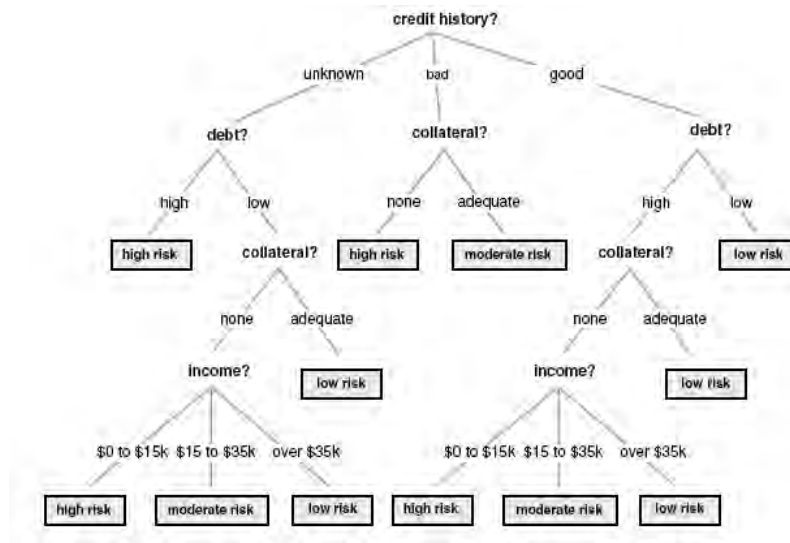 credit history?
unknown bad good
debt? collateral? debt?
high low none adequate high low
high risk collateral? high risk moderate risk collateral? low risk
none adequate none adequate
income? low risk income? low risk
$0 to $15k $15 to $35k over $35k $0 to $15k $15 to $35k over $35k
high risk moderate risk low risk high risk moderate risk low risk